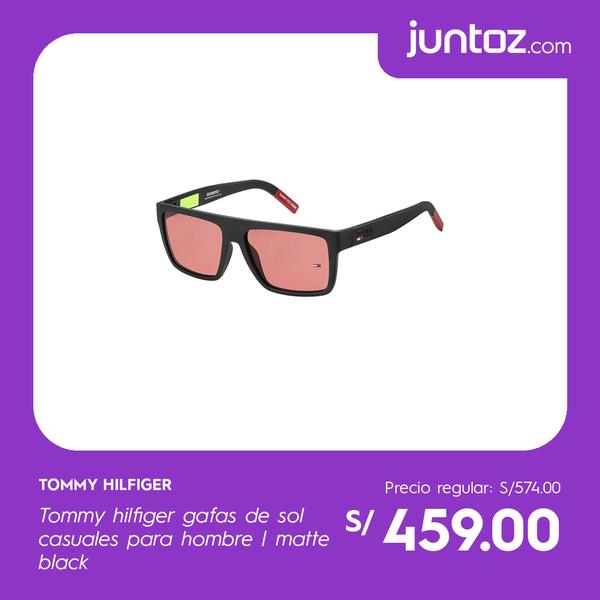 juntoz.com
TOMMY HILFIGER
Tommy hilfiger gafas de sol
casuales para hombre | matte
black
Precio regular: S/574.00
S/ 459.00